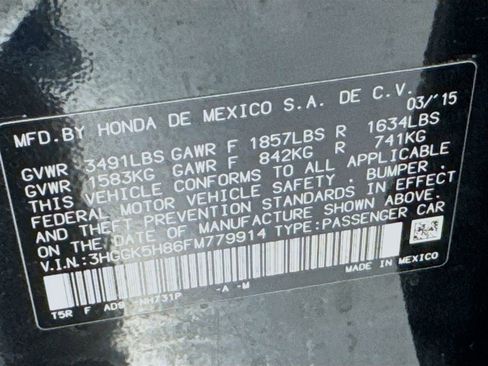 MFD. BY HONDA DE MEXICO S.A. DE C.V. 03/'15
GVWR 3491LBS GAWR F 1857LBS R 1634LBS
GVWR 1583KG GAWR F 842KG R 741KG
THIS VEHICLE CONFORMS TO ALL APPLICABLE
FEDERAL MOTOR VEHICLE SAFETY, BUMPER,
AND THEFT PREVENTION STANDARDS IN EFFECT
ON THE DATE OF MANUFACTURE SHOWN ABOVE.
V.I.N.:3HGGK5H86FM779914 TYPE:PASSENGER CAR
MADE IN MEXICO
T5R F AD9 NH731P -A -M